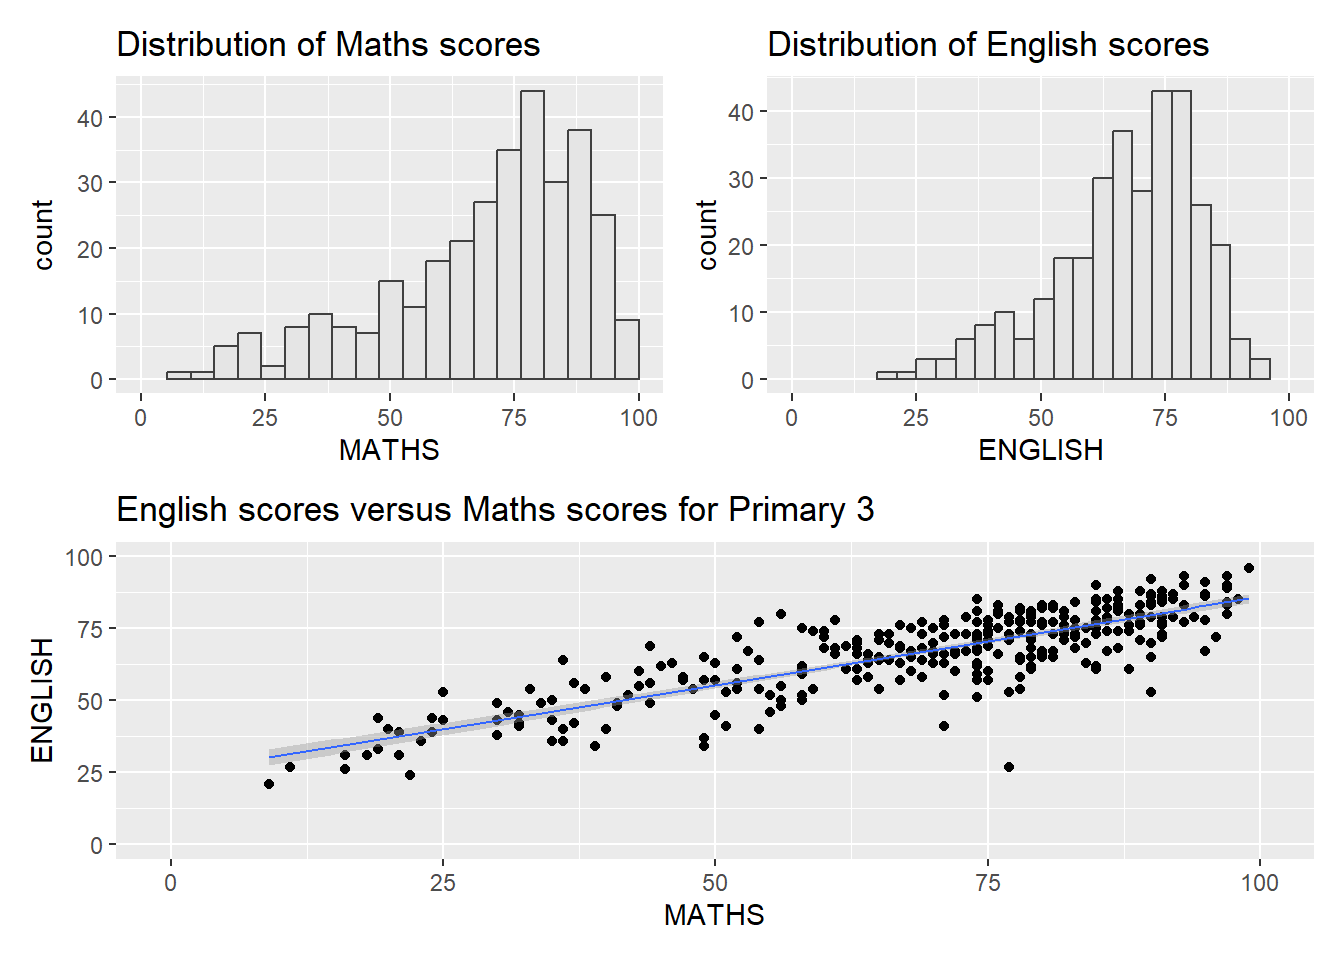 Distribution of Maths scores
count
40
30
20
10
0
0 25 50 75 100
MATHS
Distribution of English scores
count
40
30
20
10
0
0 25 50 75 100
ENGLISH
English scores versus Maths scores for Primary 3
ENGLISH
100
75
50
25
0
0 25 50 75 100
MATHS